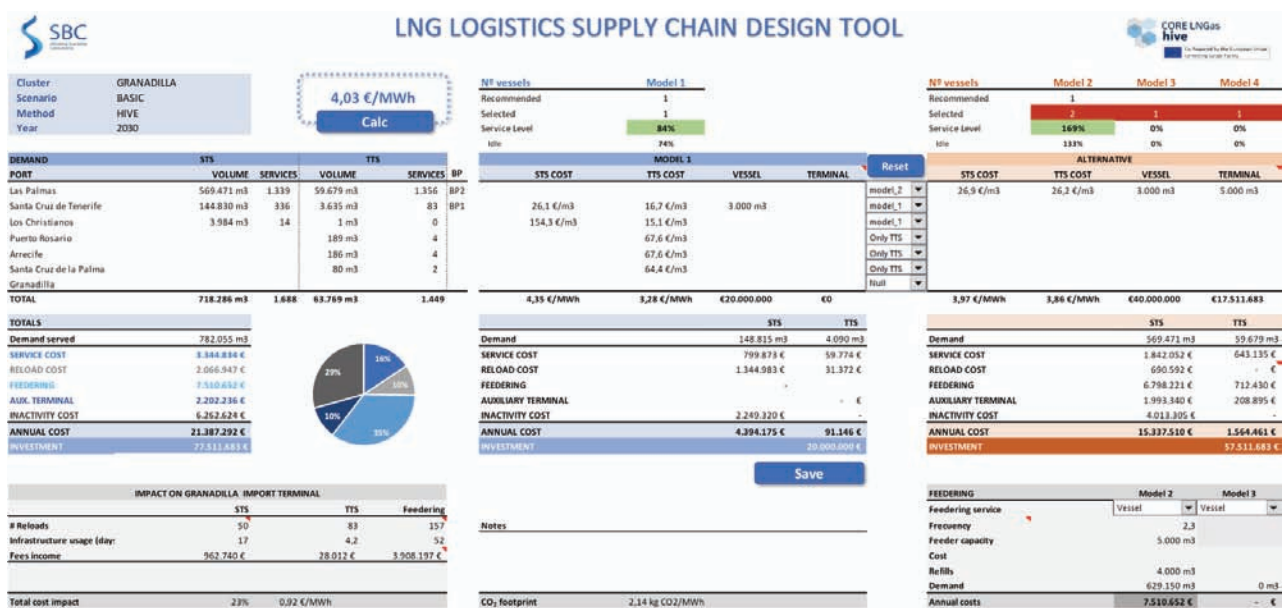 SBC
LNG LOGISTICS SUPPLY CHAIN DESIGN TOOL
CORE LNGas
hive
Cluster GRANADILLA
Scenario BASIC
Method HIVE
Year 2030
4,03 €/MWh
Calc
Nº vessels Model 1
Recommended 1
Selected 1
Service Level 84%
Idle 74%
Nº vessels Model 2 Model 3 Model 4
Recommended 1
Selected 2 1 1
Service Level 169% 0% 0%
Idle 133% 0% 0%
DEMAND STS TTS
PORT VOLUME SERVICES VOLUME SERVICES BP
Las Palmas 569.471 m3 1.339 59.679 m3 1.356 BP2
Santa Cruz de Tenerife 144.830 m3 336 3.635 m3 83 BP1
Los Christianos 3.984 m3 14 1 m3 0
Puerto Rosario 189 m3 4
Arrecife 186 m3 4
Santa Cruz de la Palma 80 m3 2
Granadilla
TOTAL 718.286 m3 1.688 63.769 m3 1.449
MODEL 1
STS COST TTS COST VESSEL TERMINAL
26,1 €/m3 16,7 €/m3 3.000 m3
154,3 €/m3 15,1 €/m3
67,6 €/m3
67,6 €/m3
64,4 €/m3
4,35 €/MWh 3,28 €/MWh €20.000.000 €0
Reset
model_2
model_1
model_1
Only TTS
Only TTS
Only TTS
Null
ALTERNATIVE
STS COST TTS COST VESSEL TERMINAL
26,9 €/m3 26,2 €/m3 3.000 m3 5.000 m3
3,97 €/MWh 3,86 €/MWh €40.000.000 €17.511.683
TOTALS
Demand served 782.055 m3
SERVICE COST 3.344.834 €
RELOAD COST 2.066.947 €
FEEDERING 7.510.652 €
AUX. TERMINAL 2.202.236 €
INACTIVITY COST 6.262.624 €
ANNUAL COST 21.387.292 €
INVESTMENT 77.511.683 €
16%
10%
35%
10%
29%
STS TTS
Demand 148.815 m3 4.090 m3
SERVICE COST 799.873 € 59.774 €
RELOAD COST 1.344.983 € 31.372 €
FEEDERING -
AUXILIARY TERMINAL - €
INACTIVITY COST 2.249.320 € -
ANNUAL COST 4.394.175 € 91.146 €
INVESTMENT 20.000.000 €
Save
STS TTS
Demand 569.471 m3 59.679 m3
SERVICE COST 1.842.052 € 643.135 €
RELOAD COST 690.592 € - €
FEEDERING 6.798.221 € 712.430 €
AUXILIARY TERMINAL 1.993.340 € 208.895 €
INACTIVITY COST 4.013.305 € -
ANNUAL COST 15.337.510 € 1.564.461 €
INVESTMENT 57.511.683 €
IMPACT ON GRANADILLA IMPORT TERMINAL
STS TTS Feedering
# Reloads 50 83 157
Infrastructure usage (day: 17 4,2 52
Fees income 962.740 € 28.012 € 3.908.197 €
Total cost impact 23% 0,92 €/MWh
Notes
CO₂ footprint 2,14 kg CO2/MWh
FEEDERING Model 2 Model 3
Feedering service Vessel Vessel
Frecuency 2,3
Feeder capacity 5.000 m3
Cost
Refills 4.000 m3
Demand 629.150 m3 0 m3
Annual costs 7.510.652 € - €